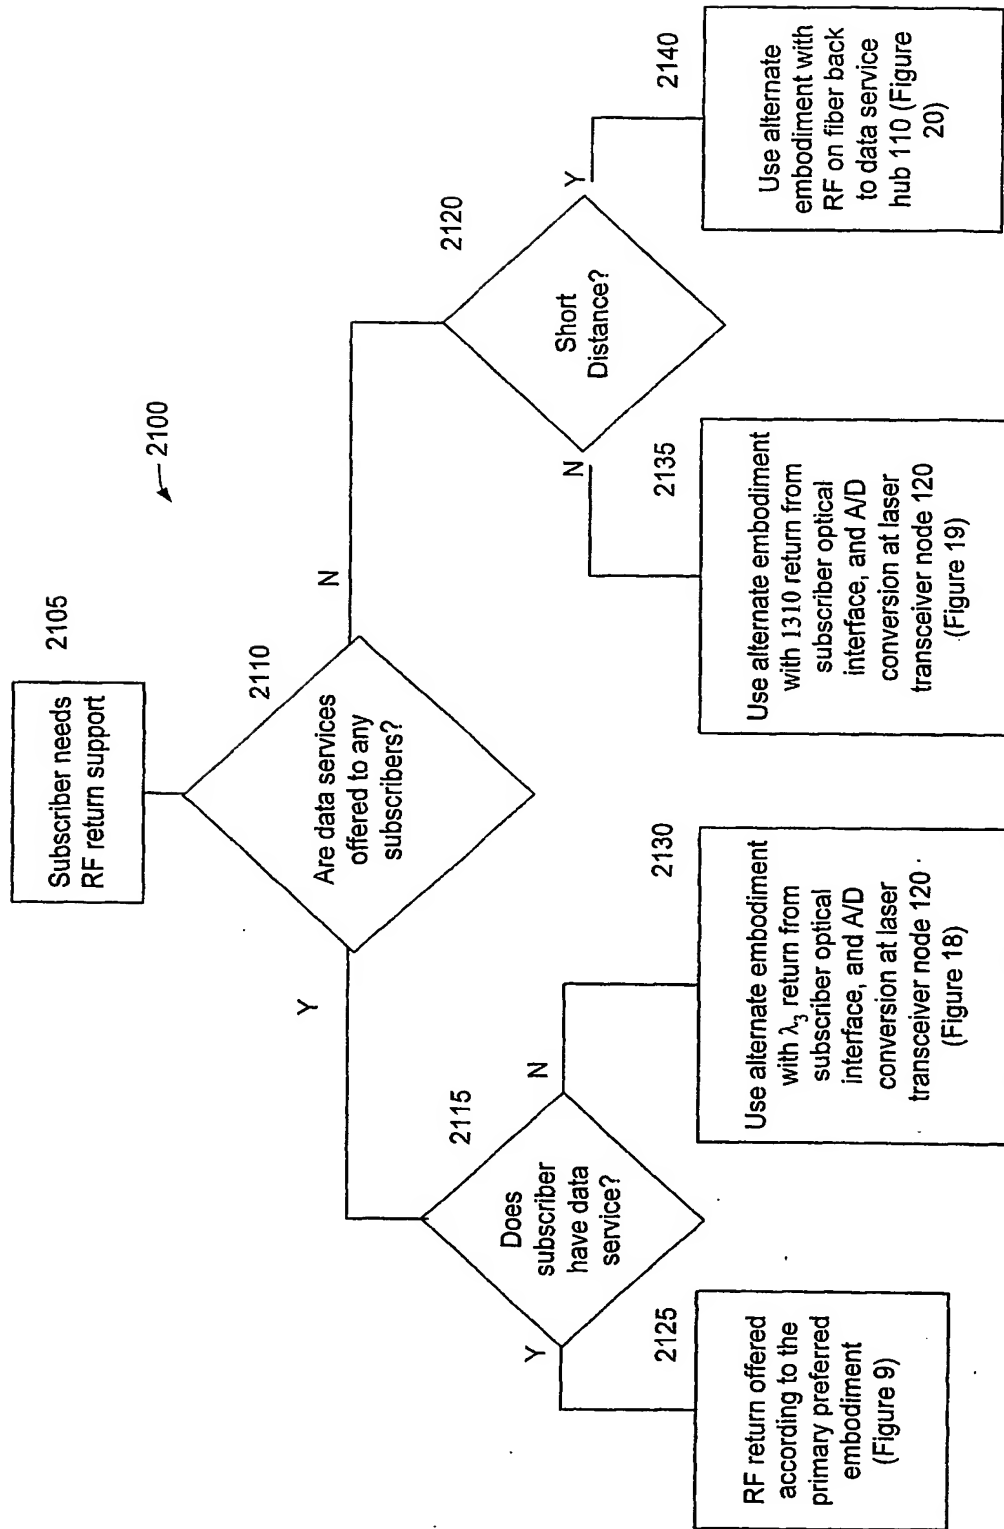 2100
2105
Subscriber needs
RF return support
2110
Are data services
offered to any
subscribers?
Y
N
2115
Does
subscriber
have data
service?
Y
N
2120
Short
Distance?
N
Y
2125
RF return offered
according to the
primary preferred
embodiment
(Figure 9)
2130
Use alternate embodiment
with λ3 return from
subscriber optical
interface, and A/D
conversion at laser
transceiver node 120
(Figure 18)
2135
Use alternate embodiment
with 1310 return from
subscriber optical
interface, and A/D
conversion at laser
transceiver node 120
(Figure 19)
2140
Use alternate
embodiment with
RF on fiber back
to data service
hub 110 (Figure
20)